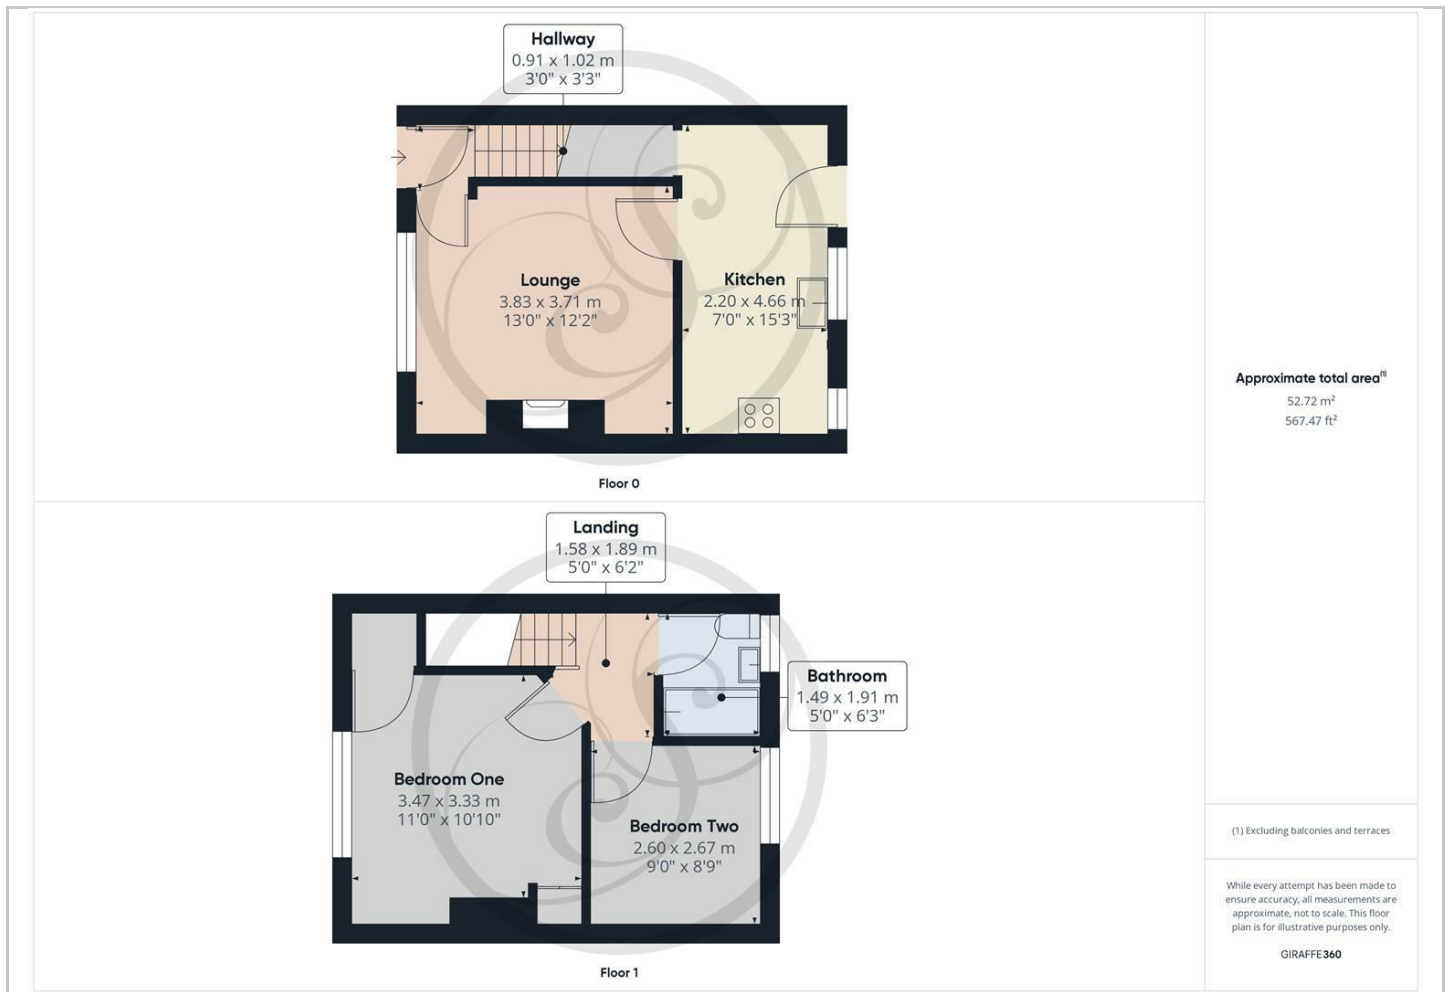 Hallway
0.91 x 1.02 m
3'0" x 3'3"
Lounge
3.83 x 3.71 m
13'0" x 12'2"
Kitchen
2.20 x 4.66 m
7'0" x 15'3"
Floor 0
Landing
1.58 x 1.89 m
5'0" x 6'2"
Bathroom
1.49 x 1.91 m
5'0" x 6'3"
Bedroom One
3.47 x 3.33 m
11'0" x 10'10"
Bedroom Two
2.60 x 2.67 m
9'0" x 8'9"
Floor 1
Approximate total area⁽¹⁾
52.72 m²
567.47 ft²
(1) Excluding balconies and terraces
While every attempt has been made to
ensure accuracy, all measurements are
approximate, not to scale. This floor
plan is for illustrative purposes only.
GIRAFFE360